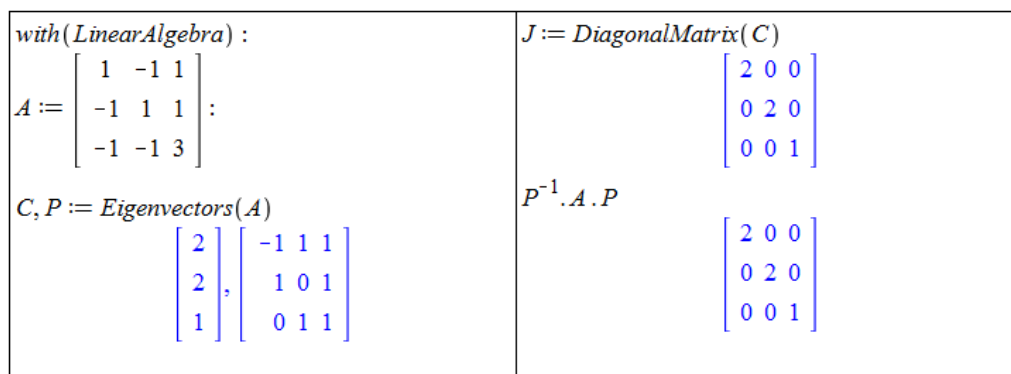 with(LinearAlgebra) :
A := [ 1 -1 1
-1 1 1
-1 -1 3 ] :
C, P := Eigenvectors(A)
[ 2
2
1 ], [ -1 1 1
1 0 1
0 1 1 ]
J := DiagonalMatrix(C)
[ 2 0 0
0 2 0
0 0 1 ]
P⁻¹.A.P
[ 2 0 0
0 2 0
0 0 1 ]